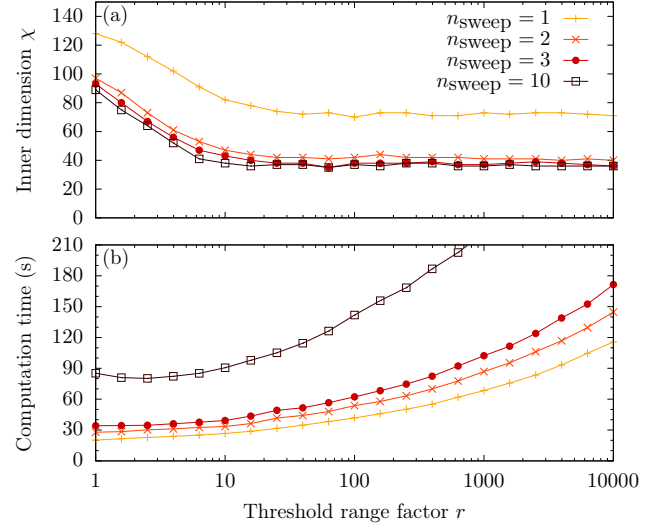 (a)
n_sweep = 1
n_sweep = 2
n_sweep = 3
n_sweep = 10
Inner dimension χ
140
120
100
80
60
40
20
0
(b)
Computation time (s)
210
180
150
120
90
60
30
0
1 10 100 1000 10000
Threshold range factor r